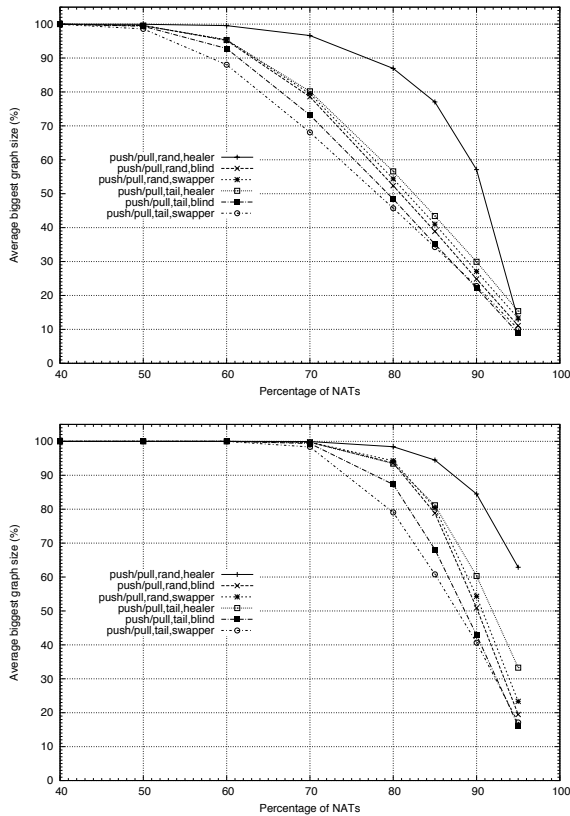 100
90
80
70
60
50
40
30
20
10
0
Average biggest graph size (%)
push/pull,rand,healer
push/pull,rand,blind
push/pull,rand,swapper
push/pull,tail,healer
push/pull,tail,blind
push/pull,tail,swapper
40 50 60 70 80 90 100
Percentage of NATs
100
90
80
70
60
50
40
30
20
10
0
Average biggest graph size (%)
push/pull,rand,healer
push/pull,rand,blind
push/pull,rand,swapper
push/pull,tail,healer
push/pull,tail,blind
push/pull,tail,swapper
40 50 60 70 80 90 100
Percentage of NATs